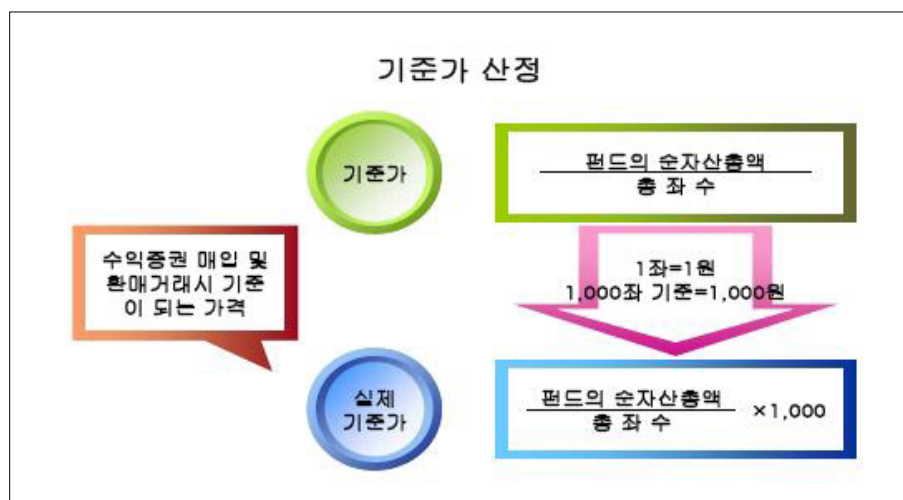 기준가 산정
기준가
펀드의 순자산총액
총 좌 수
수익증권 매입 및
환매거래시 기준
이 되는 가격
1좌=1원
1,000좌 기준=1,000원
실제
기준가
펀드의 순자산총액
총 좌 수
×1,000